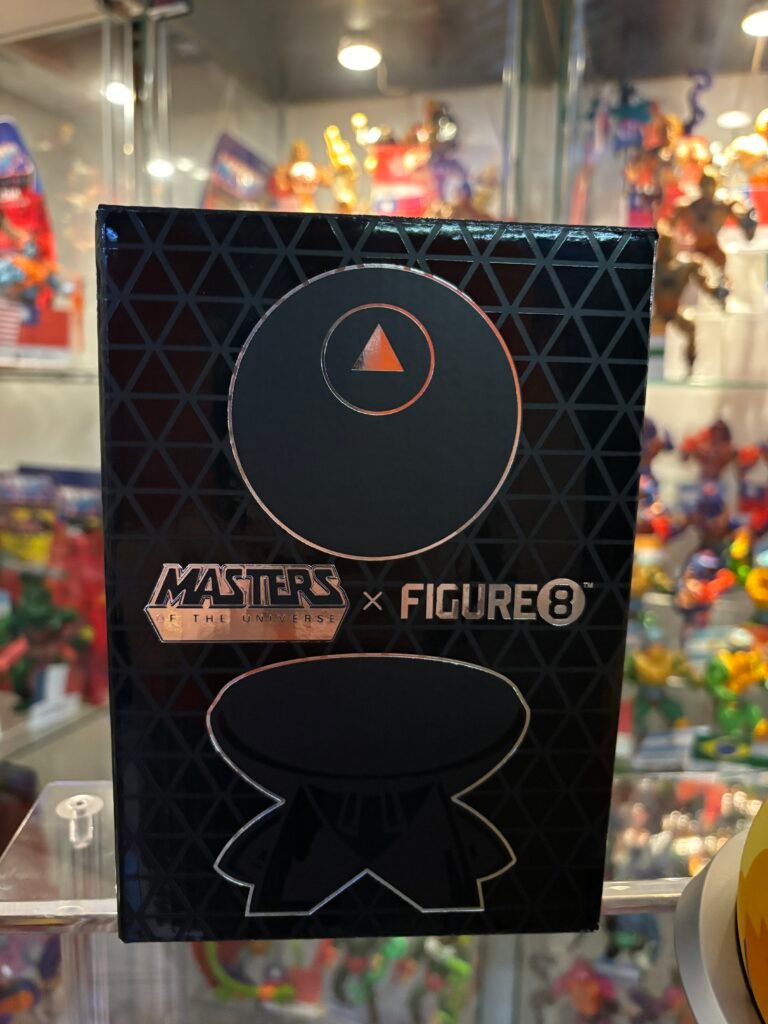 MASTERS
OF THE UNIVERSE
×
FIGURE8™